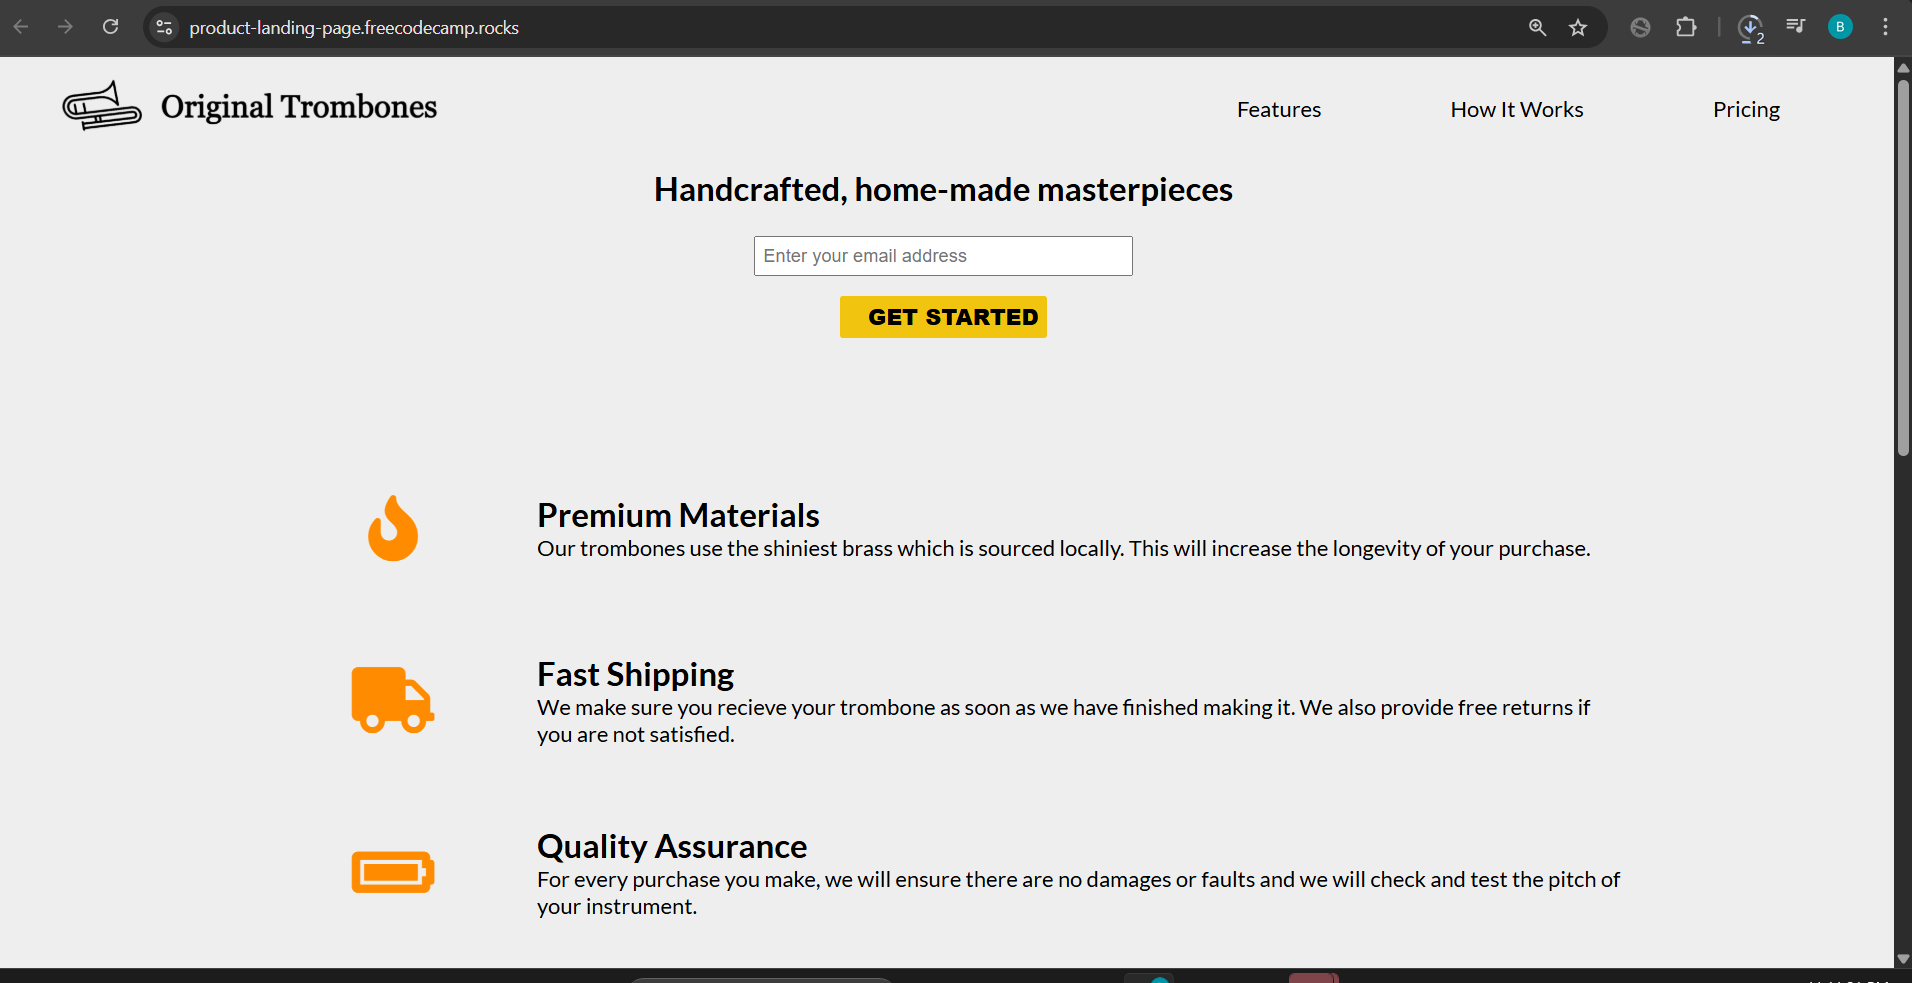 product-landing-page.freecodecamp.rocks
2
B
Original Trombones
Features
How It Works
Pricing
Handcrafted, home-made masterpieces
Enter your email address
GET STARTED
Premium Materials
Our trombones use the shiniest brass which is sourced locally. This will increase the longevity of your purchase.
Fast Shipping
We make sure you recieve your trombone as soon as we have finished making it. We also provide free returns if
you are not satisfied.
Quality Assurance
For every purchase you make, we will ensure there are no damages or faults and we will check and test the pitch of
your instrument.